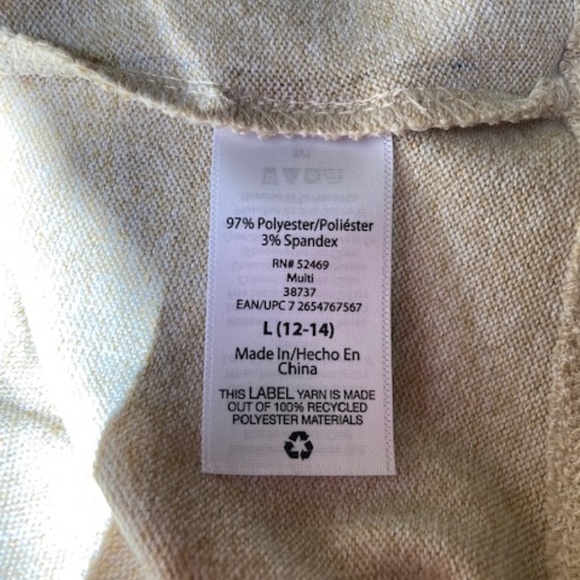 97% Polyester/Poliéster
3% Spandex
RN# 52469
Multi
38737
EAN/UPC 7 2654767567
L (12-14)
Made In/Hecho En
China
THIS LABEL YARN IS MADE
OUT OF 100% RECYCLED
POLYESTER MATERIALS